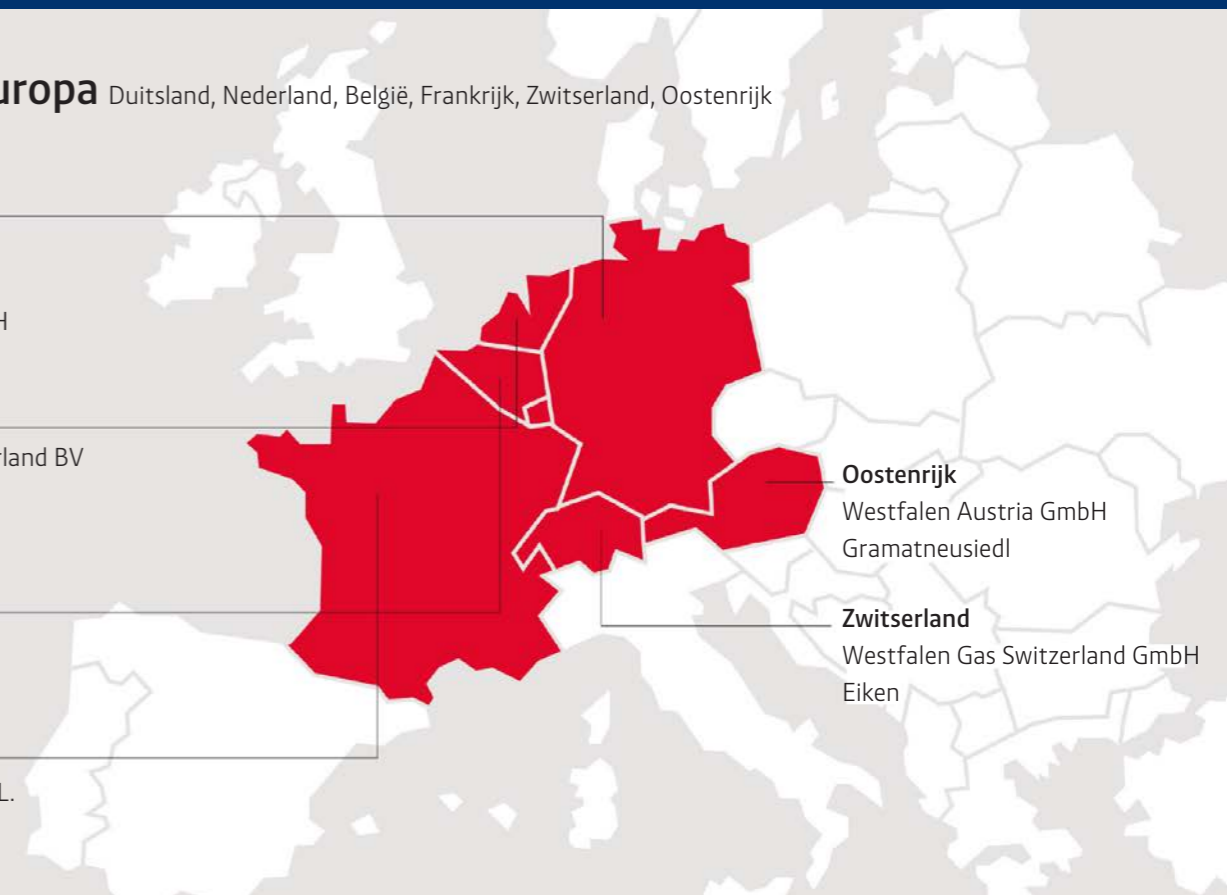 uropa Duitsland, Nederland, België, Frankrijk, Zwitserland, Oostenrijk
H
rland BV
L.
Oostenrijk
Westfalen Austria GmbH
Gramatneusiedl
Zwitserland
Westfalen Gas Switzerland GmbH
Eiken